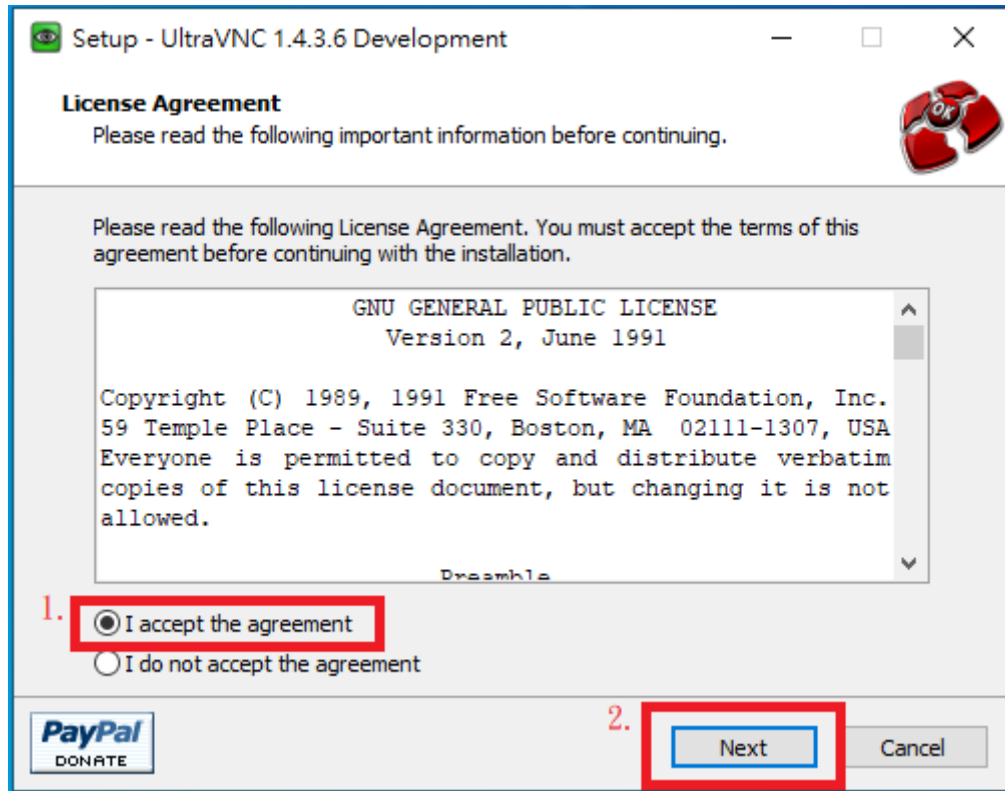 Setup - UltraVNC 1.4.3.6 Development
License Agreement
Please read the following important information before continuing.
OK
Please read the following License Agreement. You must accept the terms of this
agreement before continuing with the installation.
GNU GENERAL PUBLIC LICENSE
Version 2, June 1991
Copyright (C) 1989, 1991 Free Software Foundation, Inc.
59 Temple Place - Suite 330, Boston, MA 02111-1307, USA
Everyone is permitted to copy and distribute verbatim
copies of this license document, but changing it is not
allowed.
Preamble
1.
I accept the agreement
I do not accept the agreement
PayPal
DONATE
2.
Next
Cancel